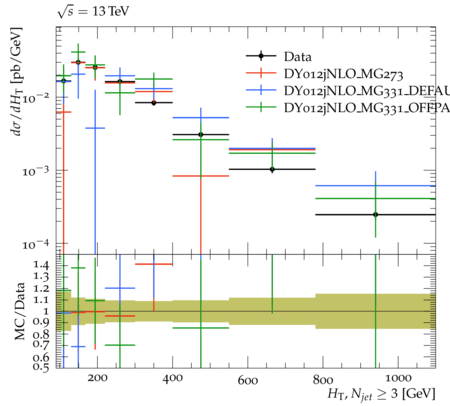 √s = 13 TeV
dσ/dH_T [pb/GeV]
Data
DY012jNLO_MG273
DY012jNLO_MG331_DEFAU
DY012jNLO_MG331_OFFPA
10⁻²
10⁻³
10⁻⁴
MC/Data
1.4
1.3
1.2
1.1
1
0.9
0.8
0.7
0.6
0.5
200 400 600 800 1000
H_T, N_jet ≥ 3 [GeV]